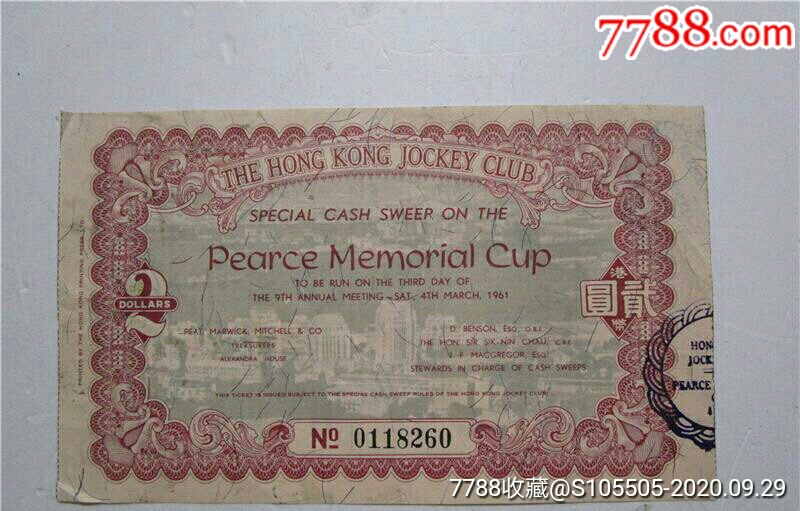 7788.com
THE HONG KONG JOCKEY CLUB
SPECIAL CASH SWEEP ON THE
Pearce Memorial Cup
TO BE RUN ON THE THIRD DAY OF
THE 9TH ANNUAL MEETING - SAT. 4TH MARCH, 1961
2
DOLLARS
港幣
貳圓
PEAT, MARWICK, MITCHELL & CO
TREASURERS
ALEXANDRA HOUSE
D. BENSON, ESQ., O.B.E.
THE HON. SIR SIK-NIN CHAU, C.B.E.
J. F. MACGREGOR, ESQ.
STEWARDS IN CHARGE OF CASH SWEEPS
THIS TICKET IS ISSUED SUBJECT TO THE SPECIAL CASH SWEEP RULES OF THE HONG KONG JOCKEY CLUB.
No 0118260
PRINTED BY THE HONG KONG PRINTING PRESS LTD.
HON
JOCK
PEARCE
7788收藏@S105505-2020.09.29